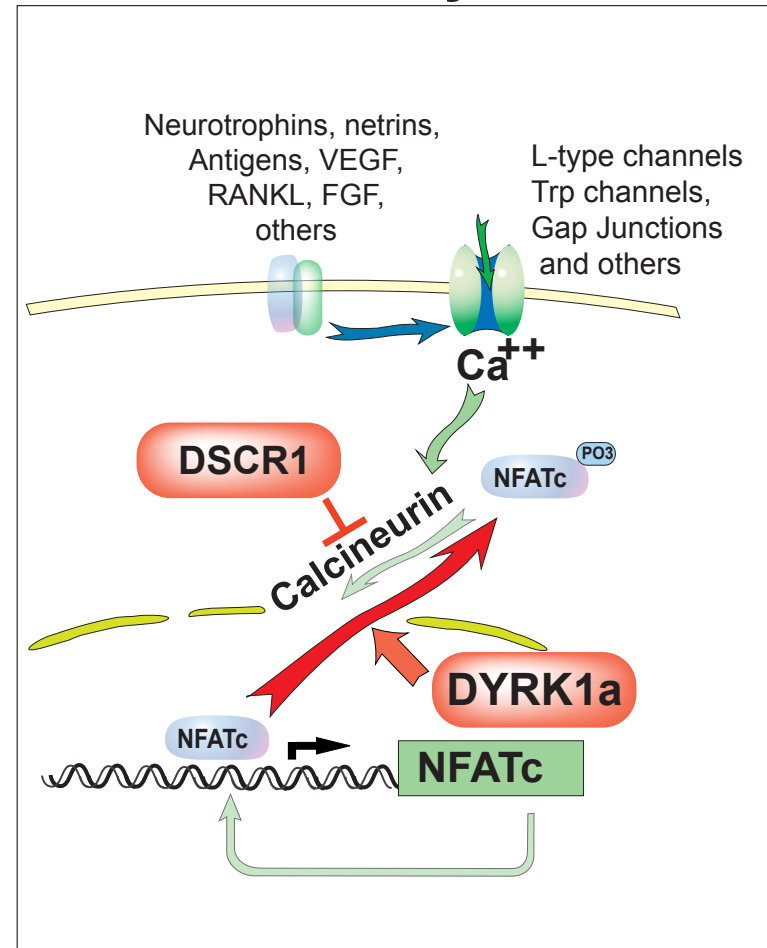 Neurotrophins, netrins,
Antigens, VEGF,
RANKL, FGF,
others
L-type channels
Trp channels,
Gap Junctions
and others
Ca++
DSCR1
PO3
NFATc
Calcineurin
DYRK1a
NFATc
NFATc